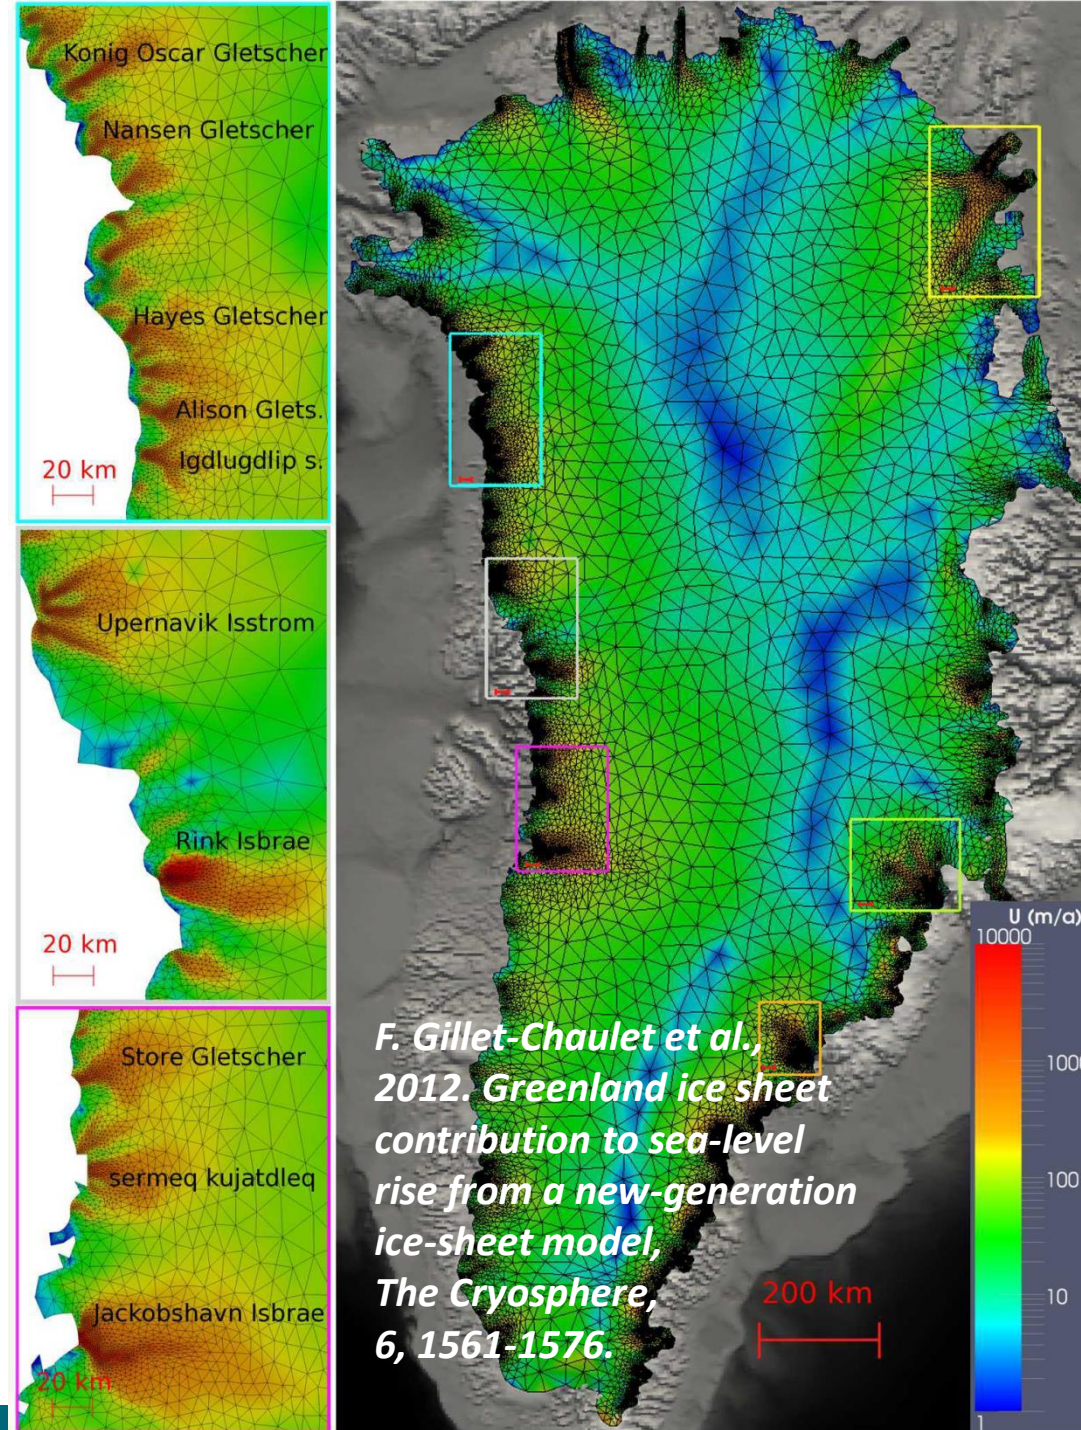 Konig Oscar Gletscher
Nansen Gletscher
Hayes Gletscher
Alison Glets.
Igdlugdlip s.
20 km
Upernavik Isstrom
Rink Isbrae
20 km
Store Gletscher
sermeq kujatdleq
Jackobshavn Isbrae
20 km
F. Gillet-Chaulet et al.,
2012. Greenland ice sheet
contribution to sea-level
rise from a new-generation
ice-sheet model,
The Cryosphere,
6, 1561-1576.
200 km
U (m/a)
10000
1000
100
10
1